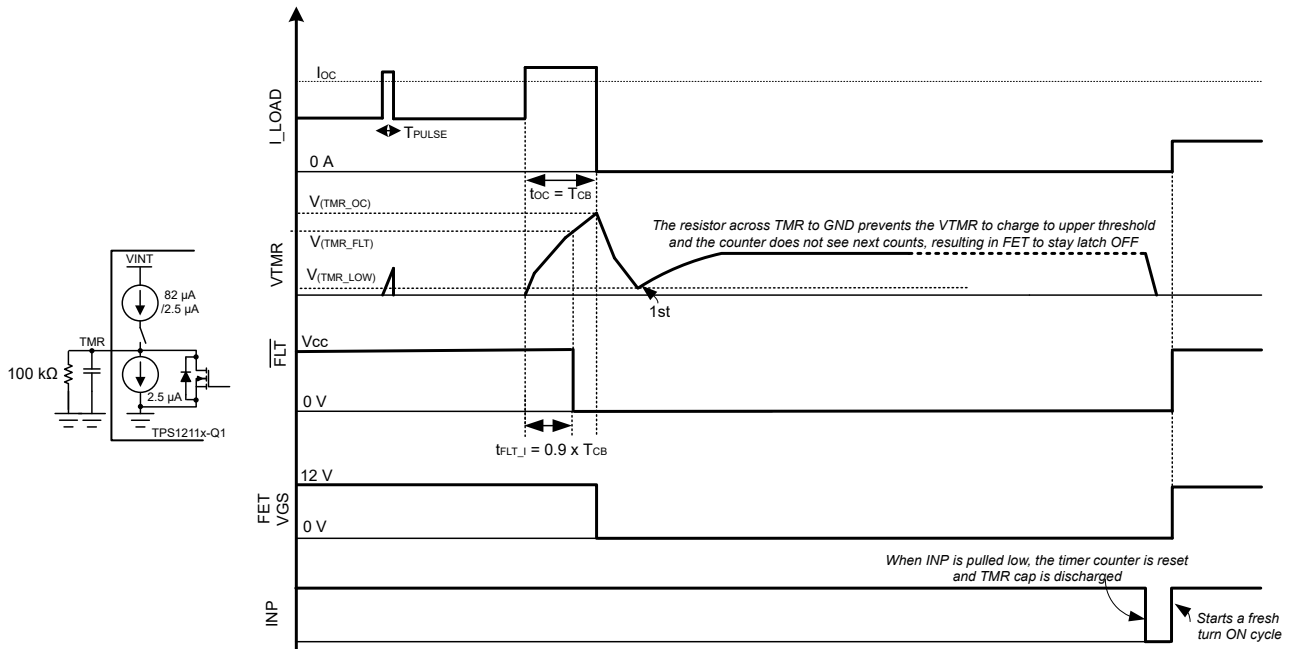 VINT
82 µA
/2.5 µA
TMR
100 kΩ
2.5 µA
TPS1211x-Q1
I_LOAD
IOC
TPULSE
0 A
tOC = TCB
VTMR
V(TMR_OC)
V(TMR_FLT)
V(TMR_LOW)
The resistor across TMR to GND prevents the VTMR to charge to upper threshold
and the counter does not see next counts, resulting in FET to stay latch OFF
1st
FLT
Vcc
0 V
tFLT_I = 0.9 x TCB
FET
VGS
12 V
0 V
When INP is pulled low, the timer counter is reset
and TMR cap is discharged
INP
Starts a fresh
turn ON cycle